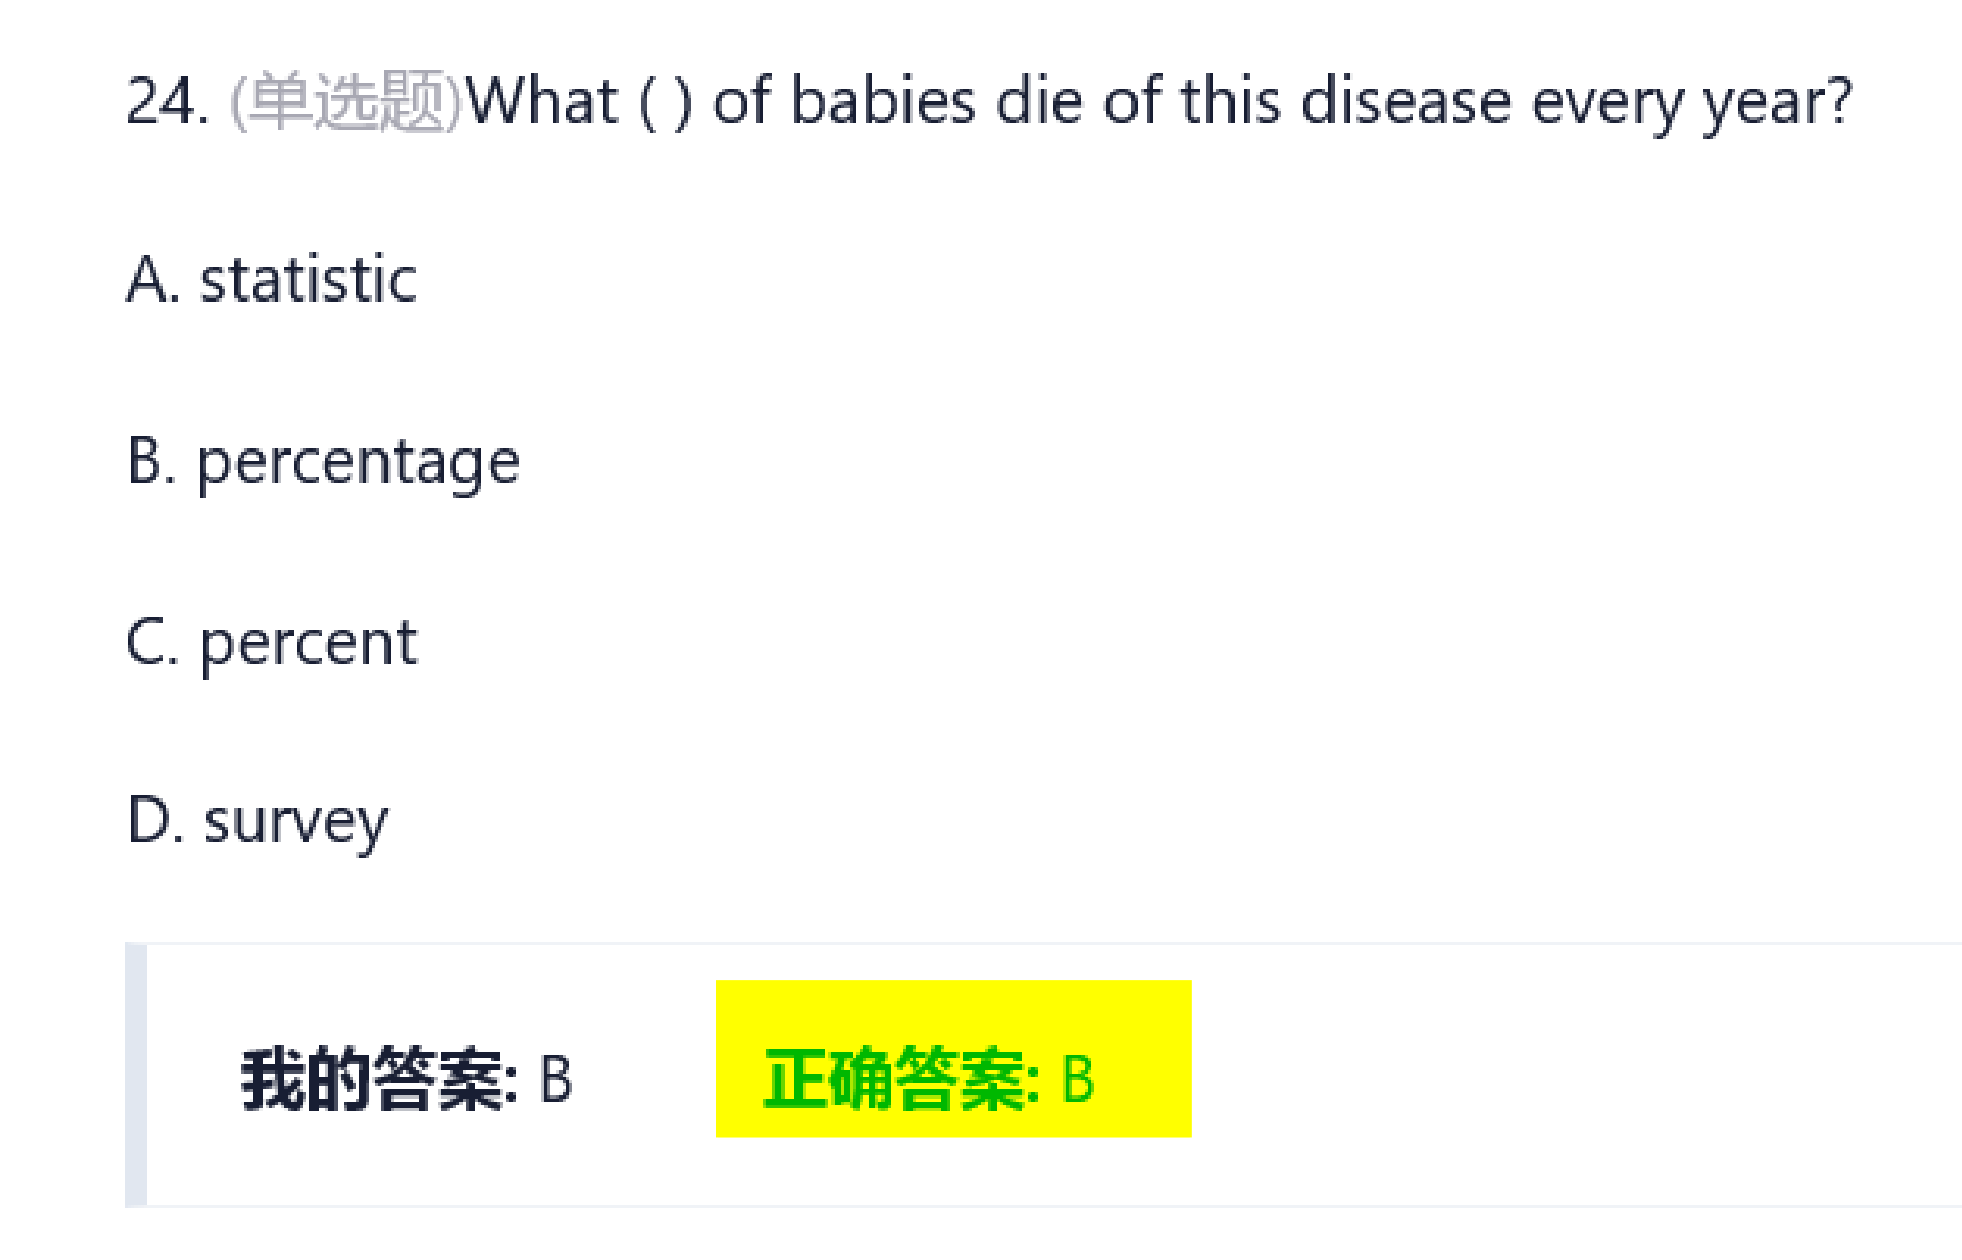 24. (单选题)What ( ) of babies die of this disease every year?
A. statistic
B. percentage
C. percent
D. survey
我的答案: B 正确答案: B